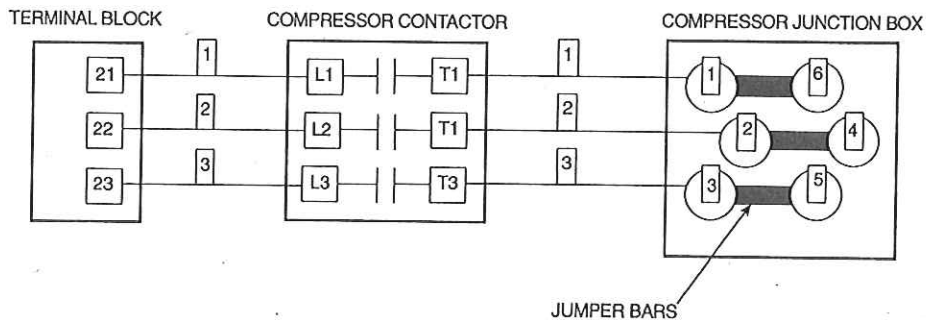 TERMINAL BLOCK COMPRESSOR CONTACTOR COMPRESSOR JUNCTION BOX
1 1
21 L1 T1 1 6
2 2
22 L2 T1 2 4
3 3
23 L3 T3 3 5
JUMPER BARS